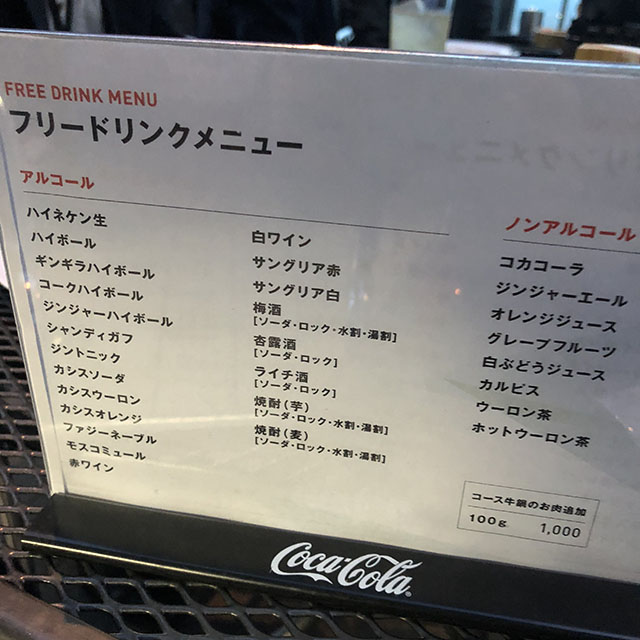 FREE DRINK MENU
フリードリンクメニュー
アルコール
ハイネケン生
ハイボール
ギンギラハイボール
コークハイボール
ジンジャーハイボール
シャンディガフ
ジントニック
カシスソーダ
カシスウーロン
カシスオレンジ
ファジーネーブル
モスコミュール
赤ワイン
白ワイン
サングリア赤
サングリア白
梅酒
[ソーダ・ロック・水割・湯割]
杏露酒
[ソーダ・ロック]
ライチ酒
[ソーダ・ロック]
焼酎(芋)
[ソーダ・ロック・水割・湯割]
焼酎(麦)
[ソーダ・ロック・水割・湯割]
ノンアルコール
コカコーラ
ジンジャーエール
オレンジジュース
グレープフルーツ
白ぶどうジュース
カルピス
ウーロン茶
ホットウーロン茶
コース牛鍋のお肉追加
100g 1,000
Coca-Cola